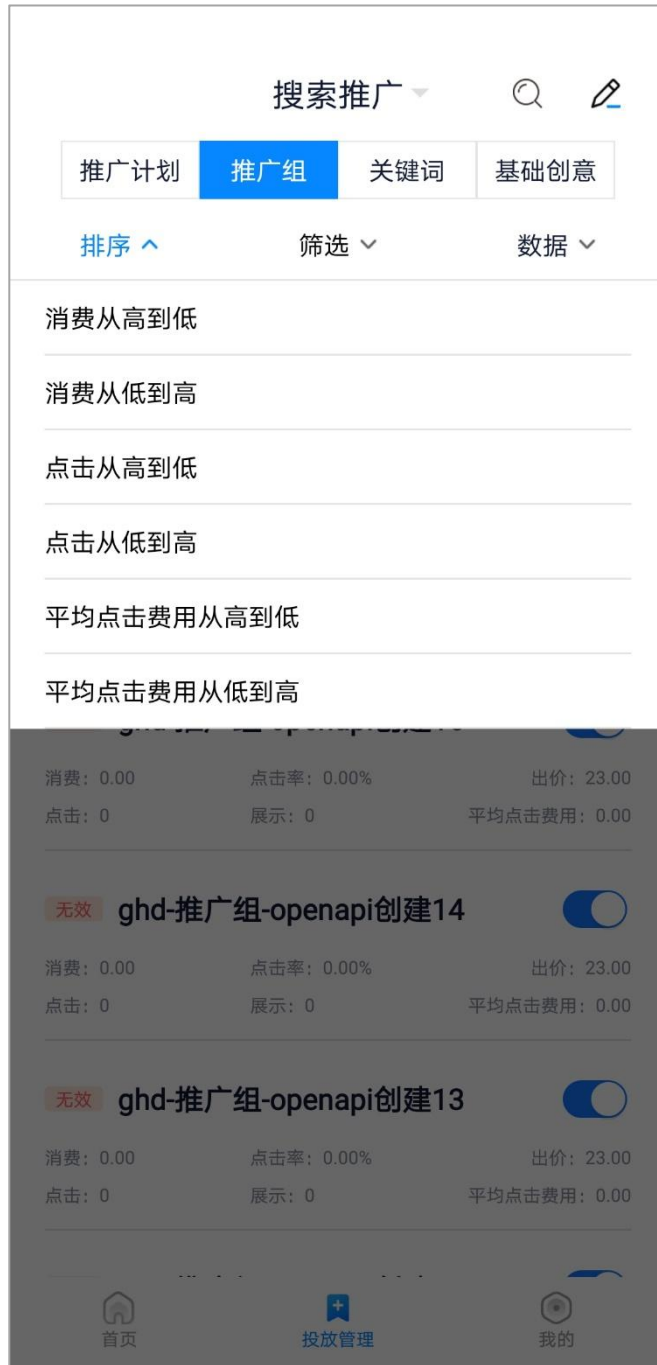 搜索推广
推广计划 推广组 关键词 基础创意
排序 筛选 数据
消费从高到低
消费从低到高
点击从高到低
点击从低到高
平均点击费用从高到低
平均点击费用从低到高
消费：0.00 点击率：0.00% 出价：23.00
点击：0 展示：0 平均点击费用：0.00
无效 ghd-推广组-openapi创建14
消费：0.00 点击率：0.00% 出价：23.00
点击：0 展示：0 平均点击费用：0.00
无效 ghd-推广组-openapi创建13
消费：0.00 点击率：0.00% 出价：23.00
点击：0 展示：0 平均点击费用：0.00
首页 投放管理 我的